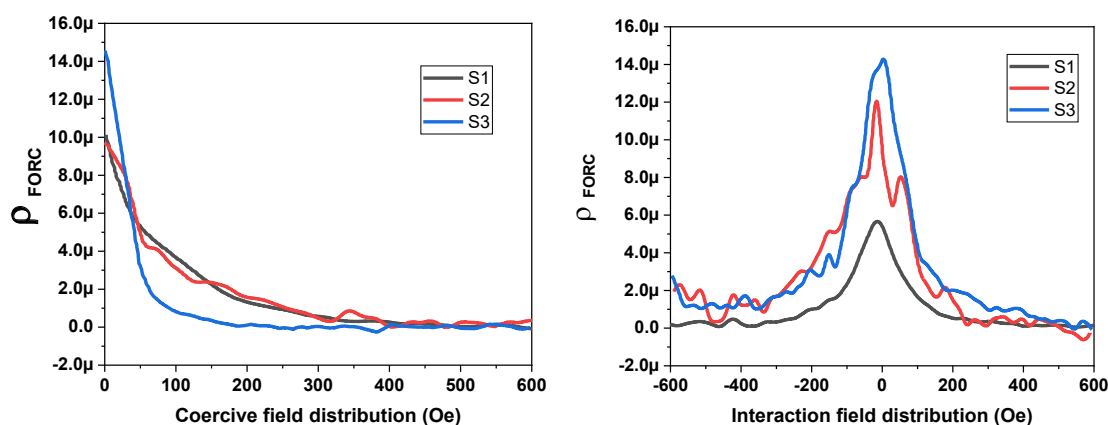 16.0µ
14.0µ
12.0µ
10.0µ
8.0µ
6.0µ
4.0µ
2.0µ
0.0
-2.0µ
ρ FORC
S1
S2
S3
0 100 200 300 400 500 600
Coercive field distribution (Oe)
16.0µ
14.0µ
12.0µ
10.0µ
8.0µ
6.0µ
4.0µ
2.0µ
0.0
-2.0µ
ρ FORC
S1
S2
S3
-600 -400 -200 0 200 400 600
Interaction field distribution (Oe)